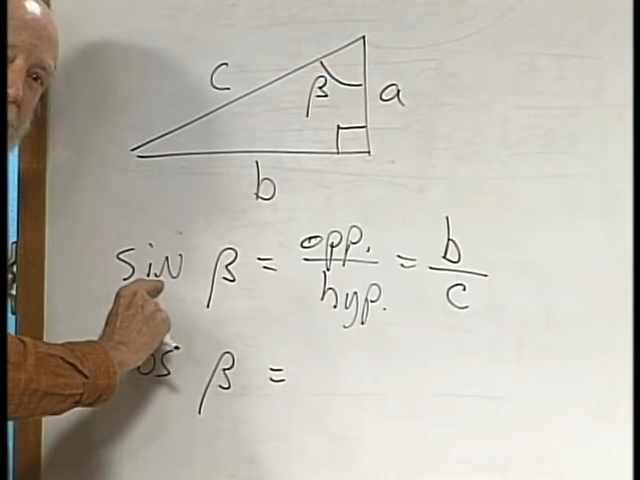 c
β
a
b
sin β = opp. / hyp. = b / c
os β =